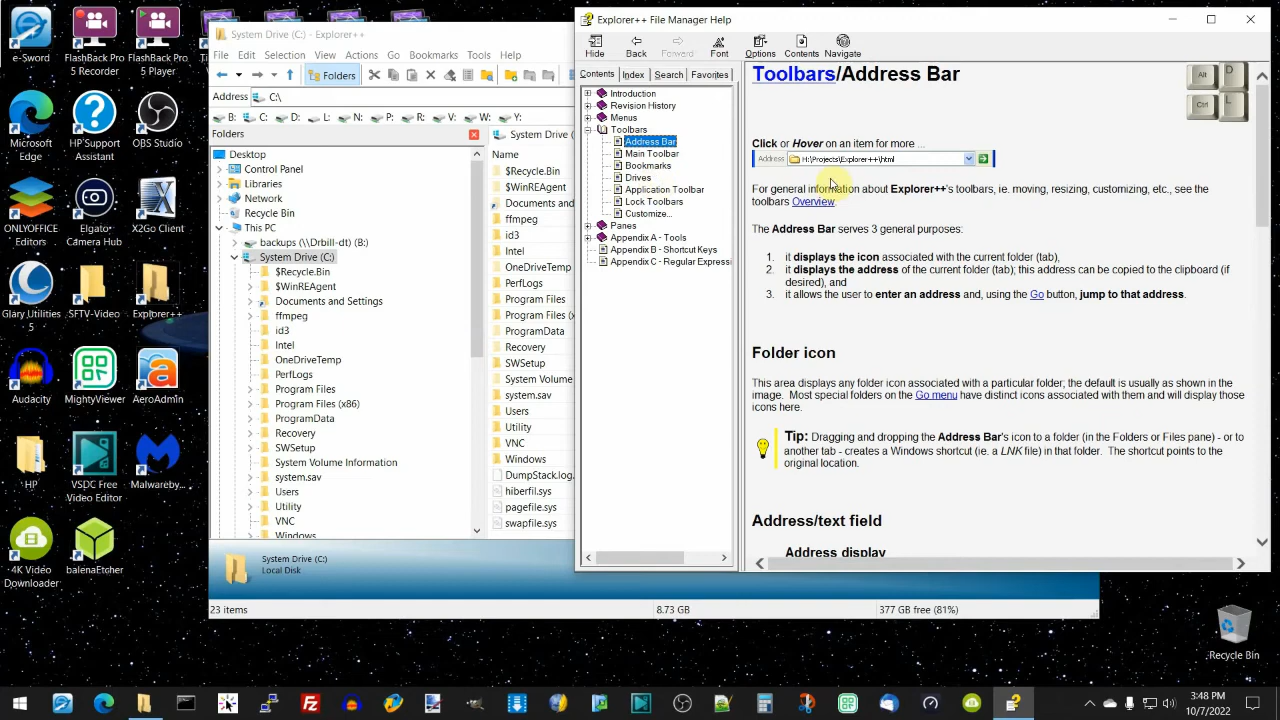 e-Sword
FlashBack Pro
5 Recorder
FlashBack Pro
5 Player
Microsoft
Edge
HP Support
Assistant
OBS Studio
ONLYOFFICE
Editors
Elgato
Camera Hub
X2Go Client
Glary Utilities
5
SFTV-Video
Explorer++
Audacity
MightyViewer
AeroAdmin
HP
VSDC Free
Video Editor
Malwareby...
4K Video
Downloader
balenaEtcher
System Drive (C:) - Explorer++
File Edit Selection View Actions Go Bookmarks Tools Help
Folders
Address C:\
B: C: D: L: N: P: R: V: W: Y:
Folders
Desktop
Control Panel
Libraries
Network
Recycle Bin
This PC
backups (\\Drbill-dt) (B:)
System Drive (C:)
$Recycle.Bin
$WinREAgent
Documents and Settings
ffmpeg
id3
Intel
OneDriveTemp
PerfLogs
Program Files
Program Files (x86)
ProgramData
Recovery
SWSetup
System Volume Information
system.sav
Users
Utility
VNC
Windows
System Drive (
Name
$Recycle.Bin
$WinREAgent
Documents and
ffmpeg
id3
Intel
OneDriveTemp
PerfLogs
Program Files
Program Files (x
ProgramData
Recovery
SWSetup
System Volume
system.sav
Users
Utility
VNC
Windows
DumpStack.log.
hiberfil.sys
pagefile.sys
swapfile.sys
System Drive (C:)
Local Disk
23 items
8.73 GB
377 GB free (81%)
Explorer++ File Manager Help
Hide Back Forward Font Options Contents Navigate
Contents Index Search Favorites
Introduction
Revision History
Menus
Toolbars
Address Bar
Main Toolbar
Bookmarks
Drives
Application Toolbar
Lock Toolbars
Customize...
Panes
Appendix A - Tools
Appendix B - Shortcut Keys
Appendix C - Regular Expressi
Toolbars/Address Bar
Alt D
Ctrl L
Click or Hover on an item for more ...
Address H:\Projects\Explorer++\html
For general information about Explorer++'s toolbars, ie. moving, resizing, customizing, etc., see the
toolbars Overview.
The Address Bar serves 3 general purposes:
1. it displays the icon associated with the current folder (tab),
2. it displays the address of the current folder (tab); this address can be copied to the clipboard (if
desired), and
3. it allows the user to enter an address and, using the Go button, jump to that address.
Folder icon
This area displays any folder icon associated with a particular folder; the default is usually as shown in the
image. Most special folders on the Go menu have distinct icons associated with them and will display those
icons here.
Tip: Dragging and dropping the Address Bar's icon to a folder (in the Folders or Files pane) - or to
another tab - creates a Windows shortcut (ie. a LNK file) in that folder. The shortcut points to the
original location.
Address/text field
Address display
Recycle Bin
3:48 PM
10/7/2022